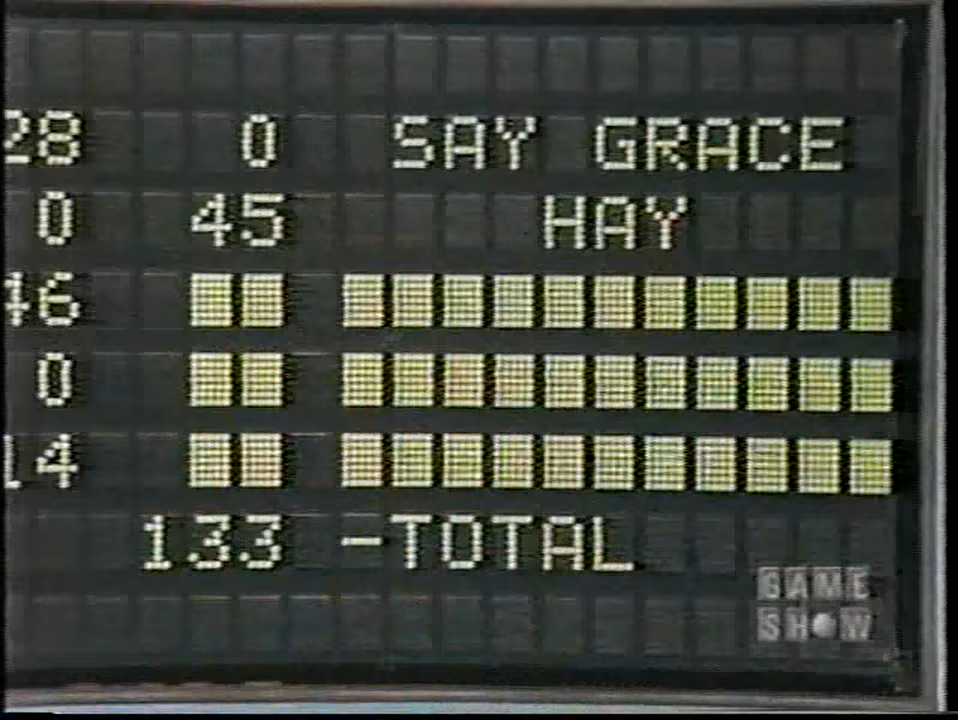 28 0 SAY GRACE
0 45 HAY
46
0
14
133 -TOTAL
GAME
SHOW